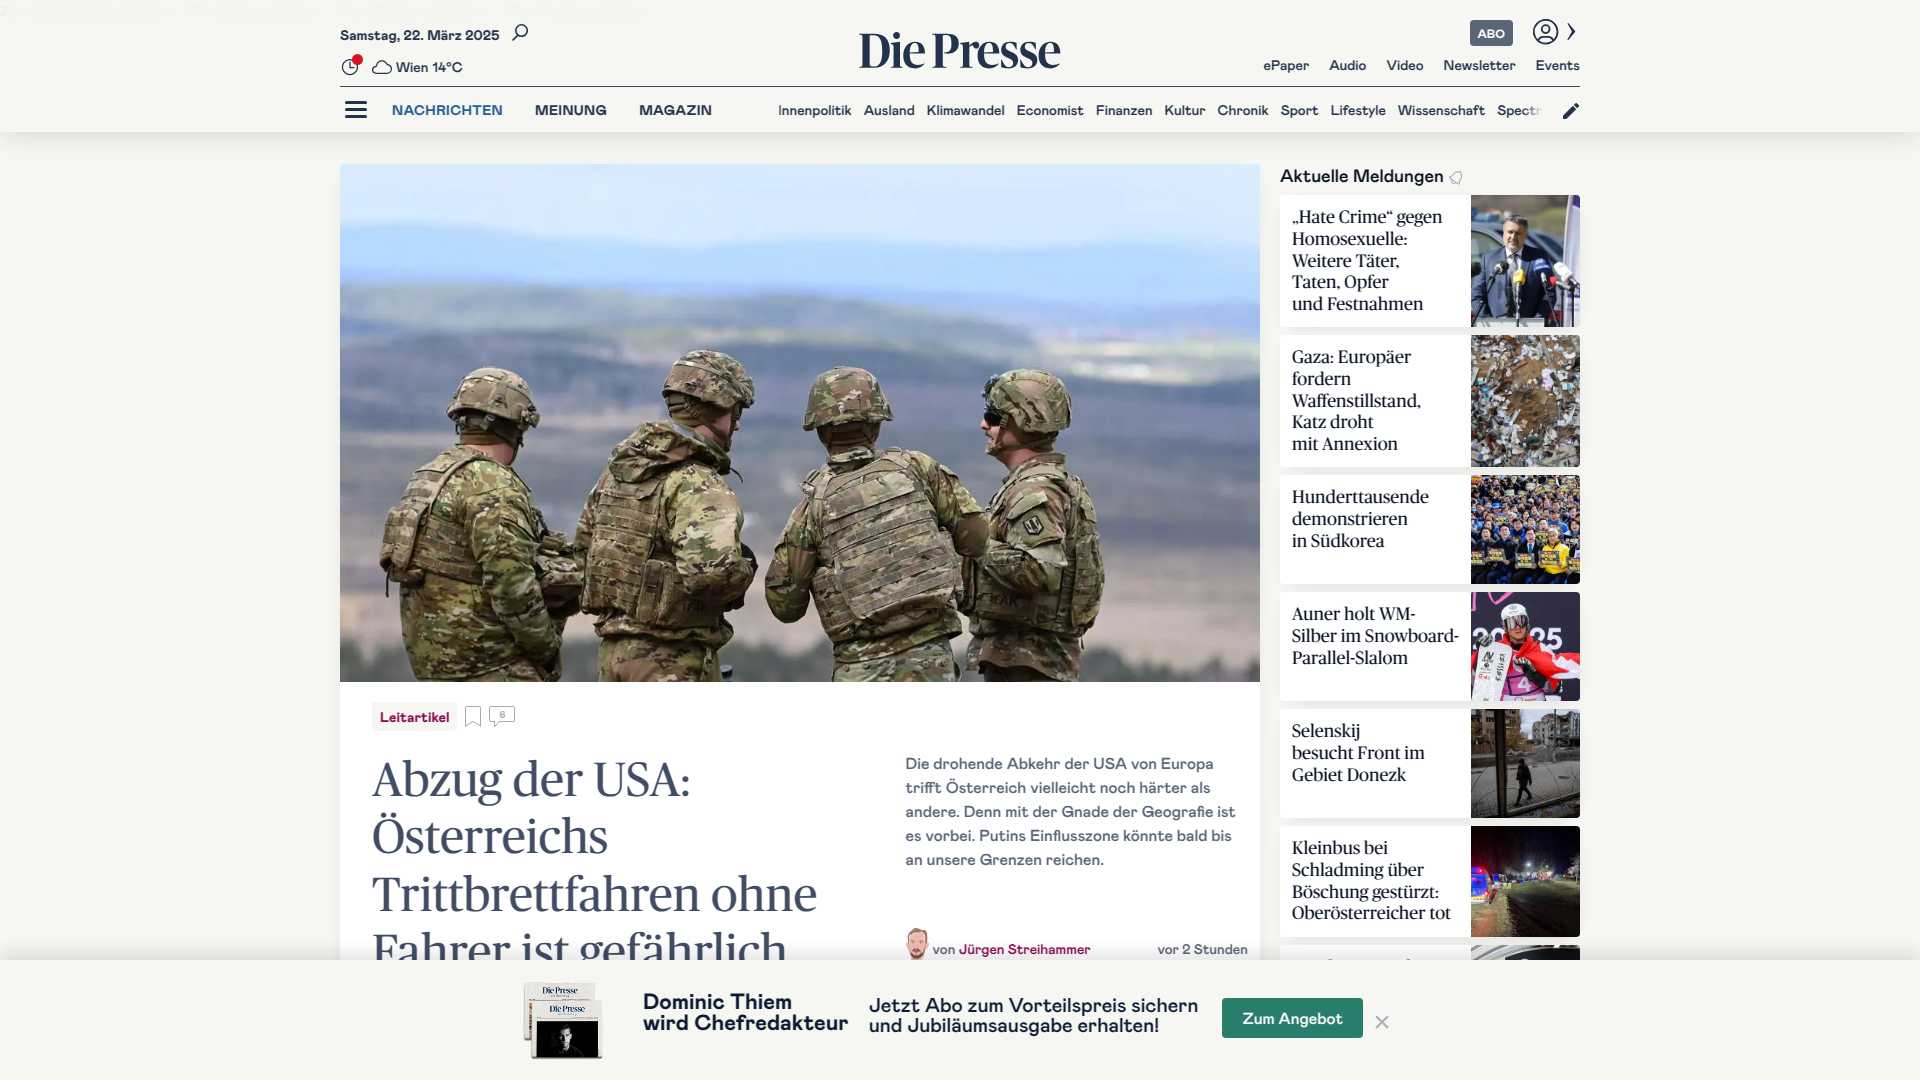 Samstag, 22. März 2025
Wien 14°C
Die Presse
ABO
ePaper Audio Video Newsletter Events
NACHRICHTEN MEINUNG MAGAZIN
Innenpolitik Ausland Klimawandel Economist Finanzen Kultur Chronik Sport Lifestyle Wissenschaft
Leitartikel
6
Abzug der USA:
Österreichs
Trittbrettfahren ohne
Fahrer ist gefährlich
Die drohende Abkehr der USA von Europa
trifft Österreich vielleicht noch härter als
andere. Denn mit der Gnade der Geografie ist
es vorbei. Putins Einflusszone könnte bald bis
an unsere Grenzen reichen.
von Jürgen Streihammer
vor 2 Stunden
Aktuelle Meldungen
„Hate Crime“ gegen
Homosexuelle:
Weitere Täter,
Taten, Opfer
und Festnahmen
Gaza: Europäer
fordern
Waffenstillstand,
Katz droht
mit Annexion
Hunderttausende
demonstrieren
in Südkorea
Auner holt WM-
Silber im Snowboard-
Parallel-Slalom
Selenskij
besucht Front im
Gebiet Donezk
Kleinbus bei
Schladming über
Böschung gestürzt:
Oberösterreicher tot
Die Presse
Die Presse
Dominic Thiem
wird Chefredakteur
Jetzt Abo zum Vorteilspreis sichern
und Jubiläumsausgabe erhalten!
Zum Angebot